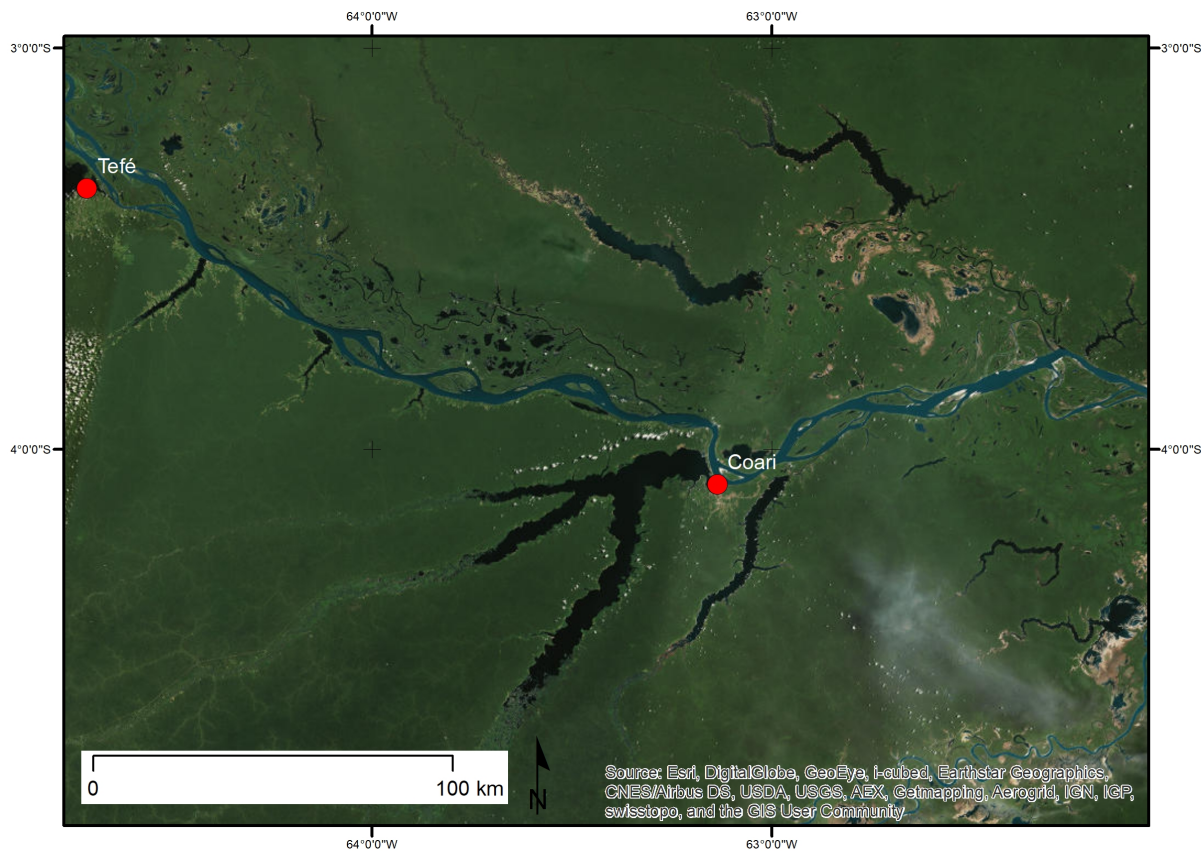 64°0'0"W
63°0'0"W
3°0'0"S
3°0'0"S
Tefé
4°0'0"S
4°0'0"S
Coari
0
100 km
N
Source: Esri, DigitalGlobe, GeoEye, i-cubed, Earthstar Geographics,
CNES/Airbus DS, USDA, USGS, AEX, Getmapping, Aerogrid, IGN, IGP,
swisstopo, and the GIS User Community
64°0'0"W
63°0'0"W